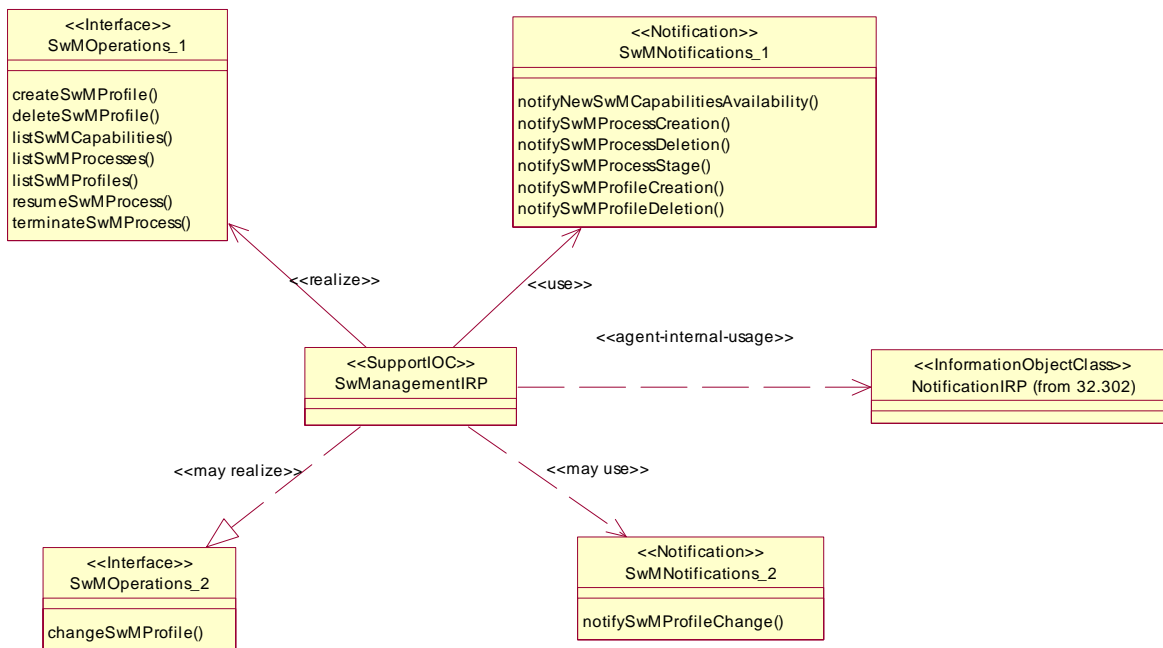 <<Interface>>
SwMOperations_1
createSwMProfile()
deleteSwMProfile()
listSwMCapabilities()
listSwMProcesses()
listSwMProfiles()
resumeSwMProcess()
terminateSwMProcess()
<<Notification>>
SwMNotifications_1
notifyNewSwMCapabilitiesAvailability()
notifySwMProcessCreation()
notifySwMProcessDeletion()
notifySwMProcessStage()
notifySwMProfileCreation()
notifySwMProfileDeletion()
<<realize>>
<<use>>
<<agent-internal-usage>>
<<SupportIOC>>
SwManagementIRP
<<InformationObjectClass>>
NotificationIRP (from 32.302)
<<may realize>>
<<may use>>
<<Interface>>
SwMOperations_2
changeSwMProfile()
<<Notification>>
SwMNotifications_2
notifySwMProfileChange()